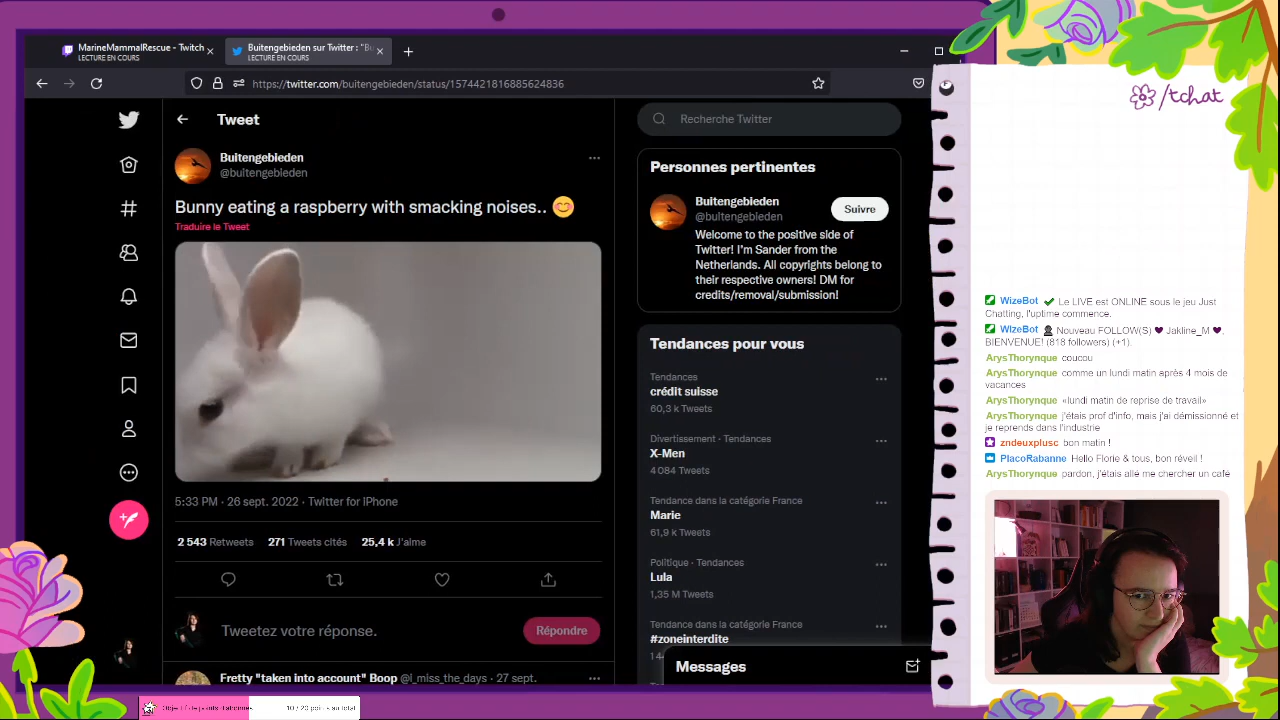 MarineMammalRescue - Twitch
LECTURE EN COURS
Buitengebieden sur Twitter : "B
LECTURE EN COURS
https://twitter.com/buitengebieden/status/1574421816885624836
Tweet
Buitengebieden
@buitengebieden
Bunny eating a raspberry with smacking noises.. 😊
Traduire le Tweet
5:33 PM · 26 sept. 2022 · Twitter for iPhone
2 543 Retweets 271 Tweets cités 25,4 k J'aime
Tweetez votre réponse.
Répondre
Fretty "taken into account" Boop @l_miss_the_days · 27 sept.
Recherche Twitter
Personnes pertinentes
Buitengebieden
@buitengebieden
Suivre
Welcome to the positive side of
Twitter! I'm Sander from the
Netherlands. All copyrights belong to
their respective owners! DM for
credits/removal/submission!
Tendances pour vous
Tendances
crédit suisse
60,3 k Tweets
Divertissement · Tendances
X-Men
4 084 Tweets
Tendance dans la catégorie France
Marie
61,9 k Tweets
Politique · Tendances
Lula
1,35 M Tweets
Tendance dans la catégorie France
#zoneinterdite
Messages
/tchat
WizeBot ✔ Le LIVE est ONLINE sous le jeu Just
Chatting, l'uptime commence.
WizeBot Nouveau FOLLOW(S) ♥ Jakline_M ♥.
BIENVENUE! (818 followers) (+1).
ArysThorynque coucou
ArysThorynque comme un lundi matin après 4 mois de
vacances
ArysThorynque «lundi matin de reprise de travail»
ArysThorynque j'étais prof d'info, mais j'ai démissionné et
je reprends dans l'industrie
zndeuxplusc bon matin !
PlacoRabanne Hello Florie & tous, bon réveil !
ArysThorynque pardon, j'étais allé me chercher un café